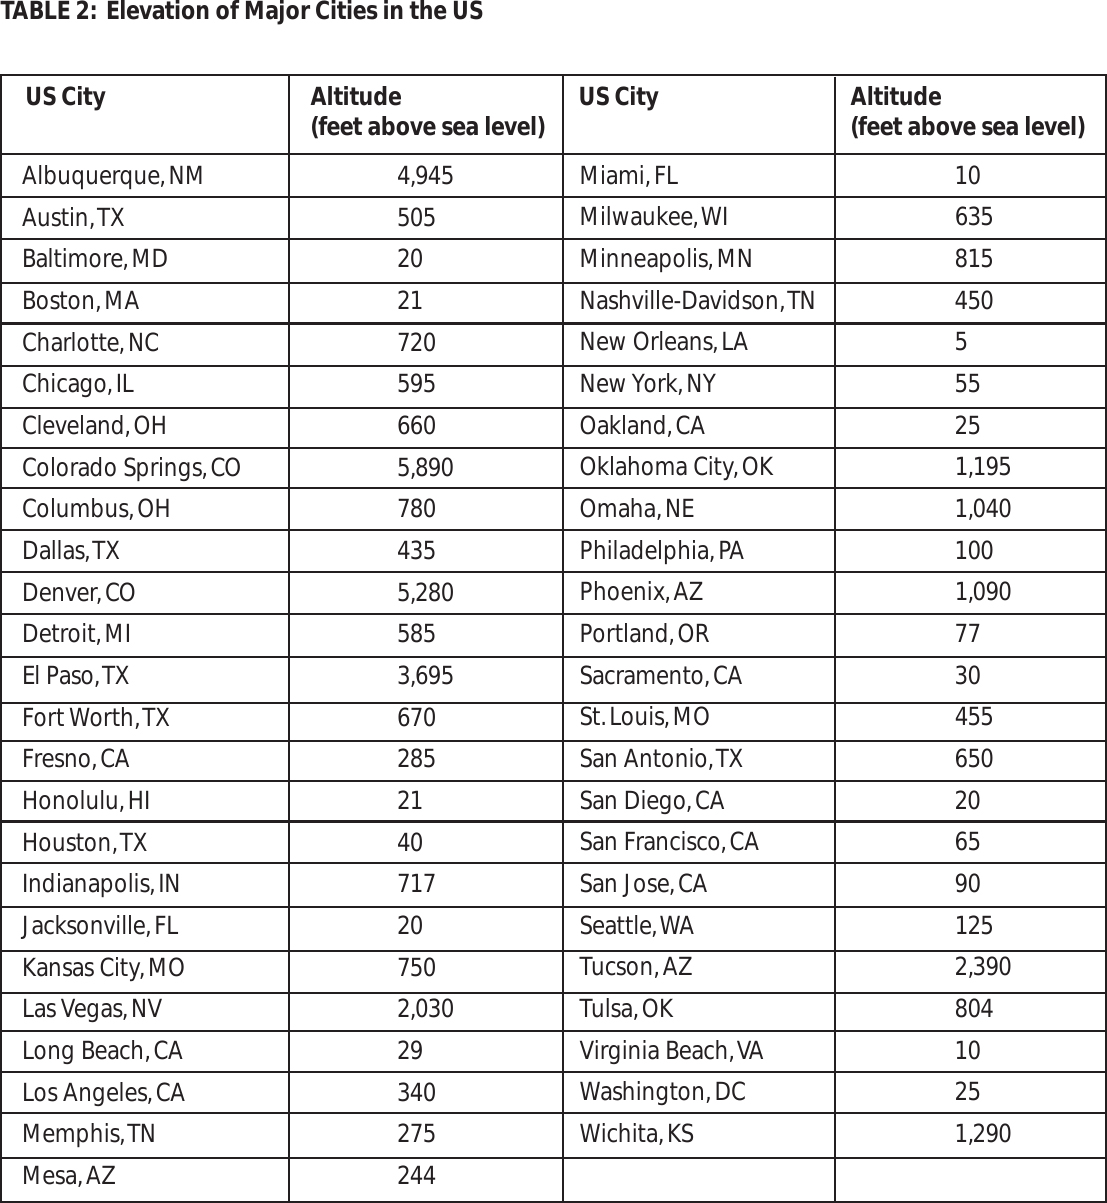 TABLE 2: Elevation of Major Cities in the US
US City Altitude (feet above sea level) US City Altitude (feet above sea level)
Albuquerque, NM 4,945 Miami, FL 10
Austin, TX 505 Milwaukee, WI 635
Baltimore, MD 20 Minneapolis, MN 815
Boston, MA 21 Nashville-Davidson, TN 450
Charlotte, NC 720 New Orleans, LA 5
Chicago, IL 595 New York, NY 55
Cleveland, OH 660 Oakland, CA 25
Colorado Springs, CO 5,890 Oklahoma City, OK 1,195
Columbus, OH 780 Omaha, NE 1,040
Dallas, TX 435 Philadelphia, PA 100
Denver, CO 5,280 Phoenix, AZ 1,090
Detroit, MI 585 Portland, OR 77
El Paso, TX 3,695 Sacramento, CA 30
Fort Worth, TX 670 St. Louis, MO 455
Fresno, CA 285 San Antonio, TX 650
Honolulu, HI 21 San Diego, CA 20
Houston, TX 40 San Francisco, CA 65
Indianapolis, IN 717 San Jose, CA 90
Jacksonville, FL 20 Seattle, WA 125
Kansas City, MO 750 Tucson, AZ 2,390
Las Vegas, NV 2,030 Tulsa, OK 804
Long Beach, CA 29 Virginia Beach, VA 10
Los Angeles, CA 340 Washington, DC 25
Memphis, TN 275 Wichita, KS 1,290
Mesa, AZ 244